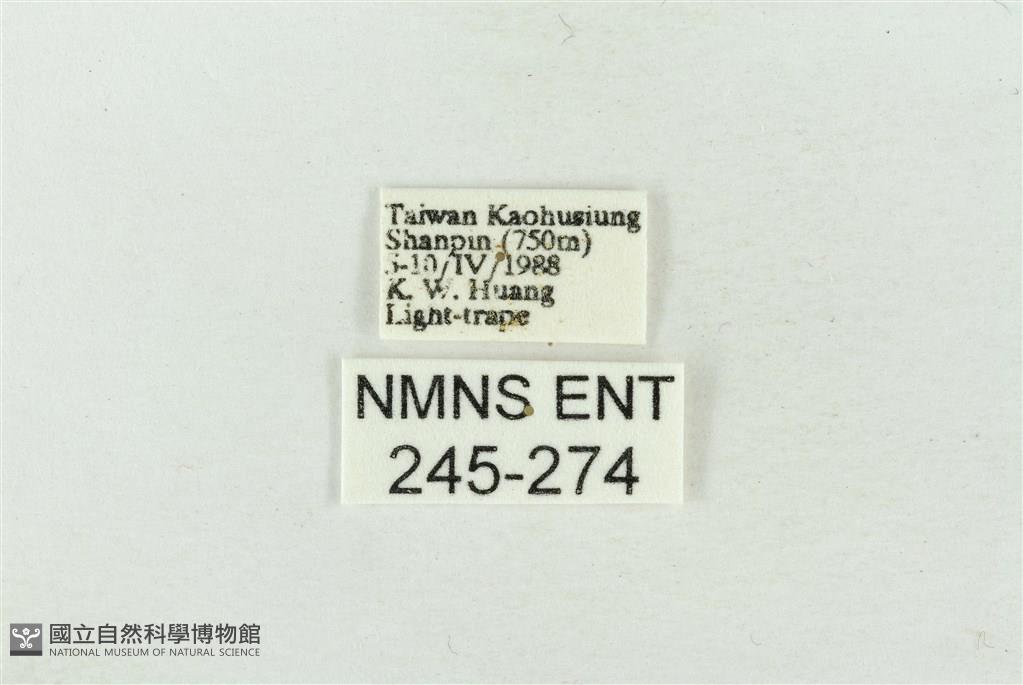 Taiwan Kaohusiung
Shanpin (750m)
5-10/IV/1988
K. W. Huang
Light-trape
NMNS ENT
245-274
國立自然科學博物館
NATIONAL MUSEUM OF NATURAL SCIENCE